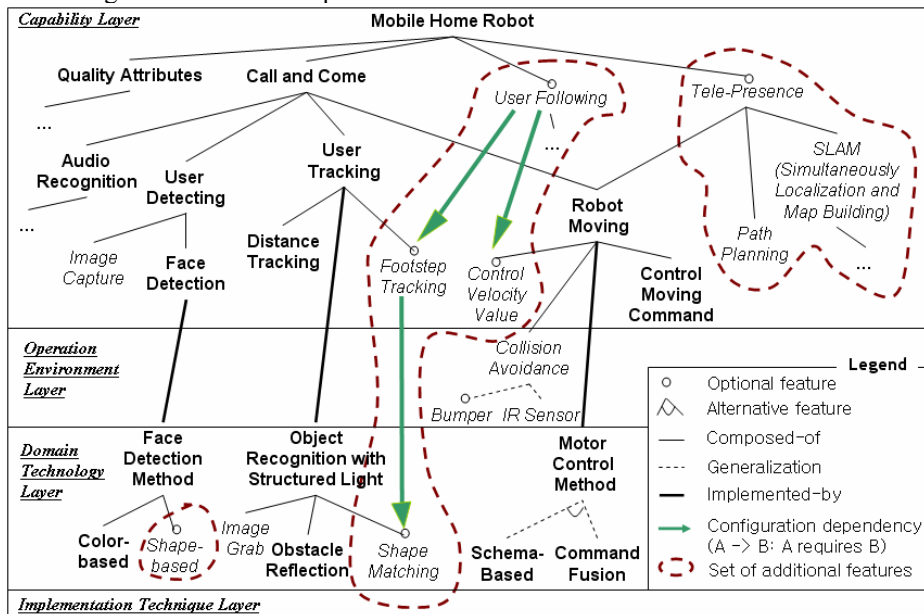 Capability Layer
Mobile Home Robot
Quality Attributes
Call and Come
User Following
Tele-Presence
...
...
Audio
Recognition
User
Detecting
User
Tracking
SLAM
(Simultaneously
Localization and
Map Building)
Robot
Moving
...
Image
Capture
Face
Detection
Distance
Tracking
Footstep
Tracking
Control
Velocity
Value
Control
Moving
Command
Path
Planning
...
Operation
Environment
Layer
Collision
Avoidance
Bumper
IR Sensor
Legend
Optional feature
Alternative feature
Composed-of
Generalization
Implemented-by
Configuration dependency
(A -> B: A requires B)
Set of additional features
Domain
Technology
Layer
Face
Detection
Method
Object
Recognition with
Structured Light
Motor
Control
Method
Color-
based
Shape-
based
Image
Grab
Obstacle
Reflection
Shape
Matching
Schema-
Based
Command
Fusion
Implementation Technique Layer